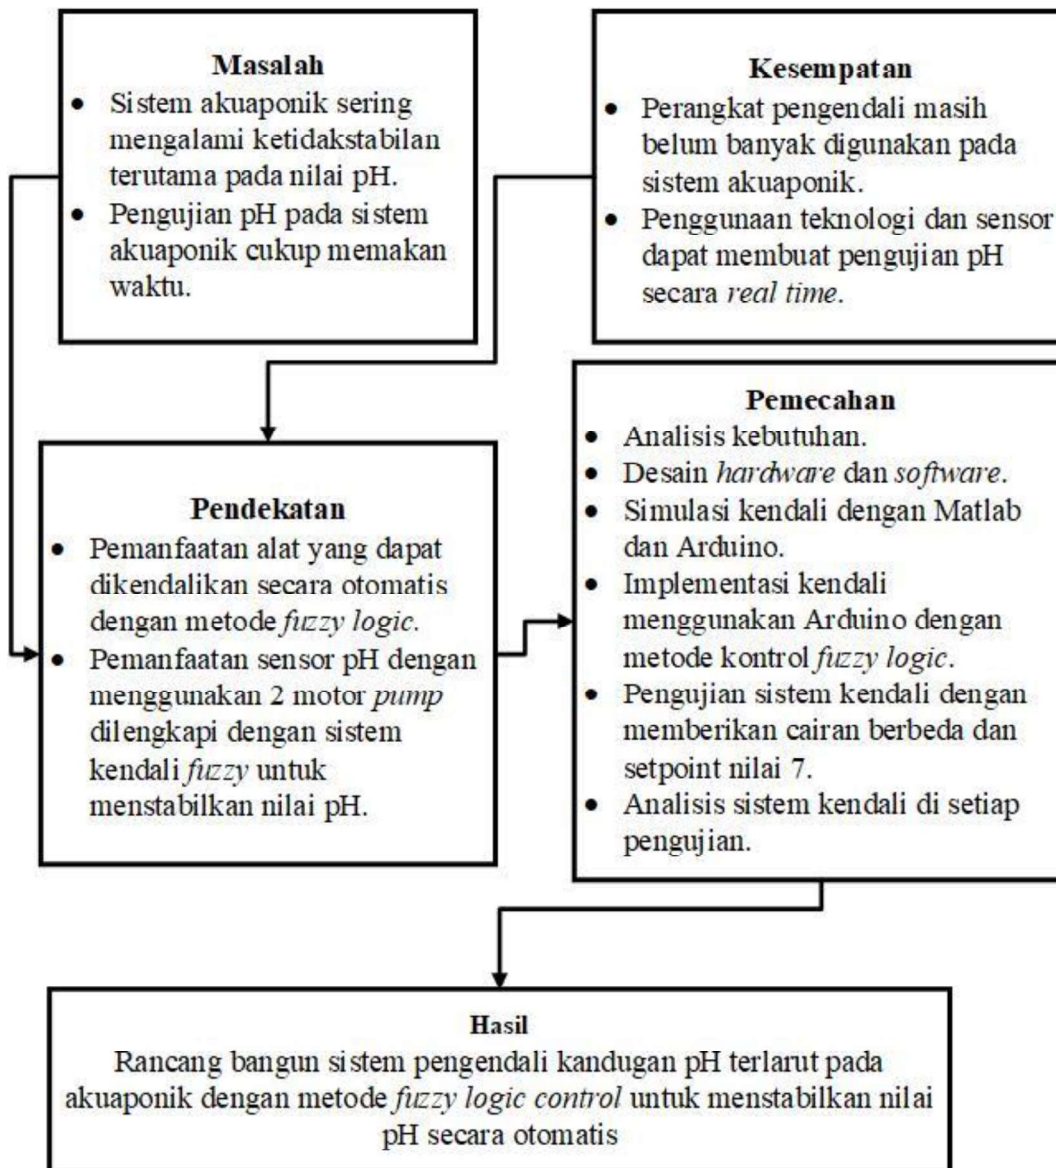 Masalah
• Sistem akuaponik sering
mengalami ketidakstabilan
terutama pada nilai pH.
• Pengujian pH pada sistem
akuaponik cukup memakan
waktu.
Kesempatan
• Perangkat pengendali masih
belum banyak digunakan pada
sistem akuaponik.
• Penggunaan teknologi dan sensor
dapat membuat pengujian pH
secara real time.
Pendekatan
• Pemanfaatan alat yang dapat
dikendalikan secara otomatis
dengan metode fuzzy logic.
• Pemanfaatan sensor pH dengan
menggunakan 2 motor pump
dilengkapi dengan sistem
kendali fuzzy untuk
menstabilkan nilai pH.
Pemecahan
• Analisis kebutuhan.
• Desain hardware dan software.
• Simulasi kendali dengan Matlab
dan Arduino.
• Implementasi kendali
menggunakan Arduino dengan
metode kontrol fuzzy logic.
• Pengujian sistem kendali dengan
memberikan cairan berbeda dan
setpoint nilai 7.
• Analisis sistem kendali di setiap
pengujian.
Hasil
Rancang bangun sistem pengendali kandugan pH terlarut pada
akuaponik dengan metode fuzzy logic control untuk menstabilkan nilai
pH secara otomatis